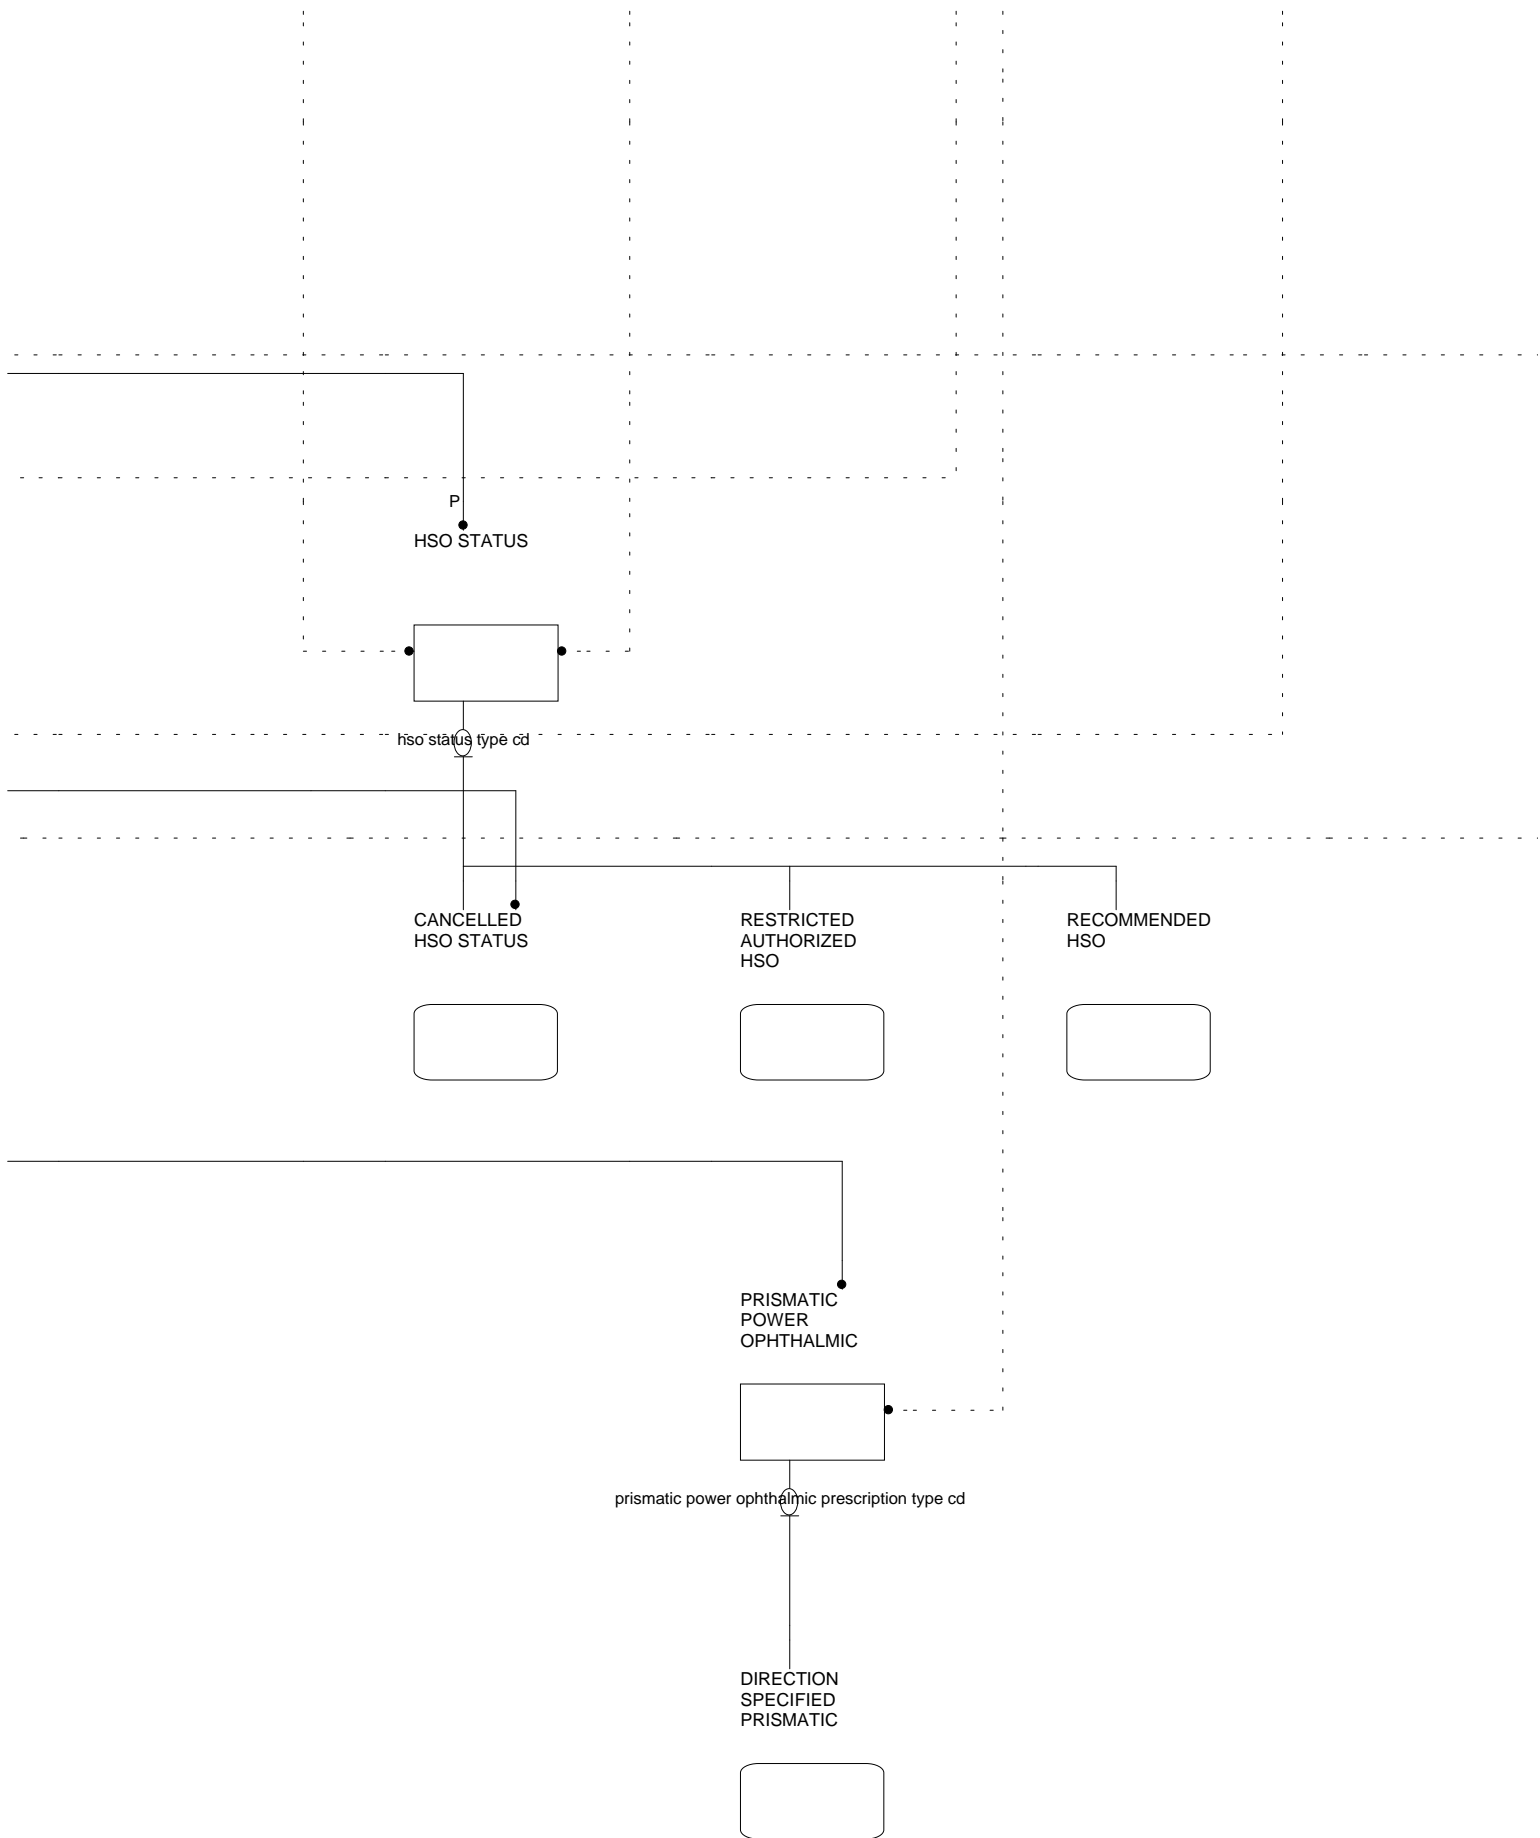 P
HSO STATUS
hso status type cd
CANCELLED
HSO STATUS
RESTRICTED
AUTHORIZED
HSO
RECOMMENDED
HSO
PRISMATIC
POWER
OPHTHALMIC
prismatic power ophthalmic prescription type cd
DIRECTION
SPECIFIED
PRISMATIC